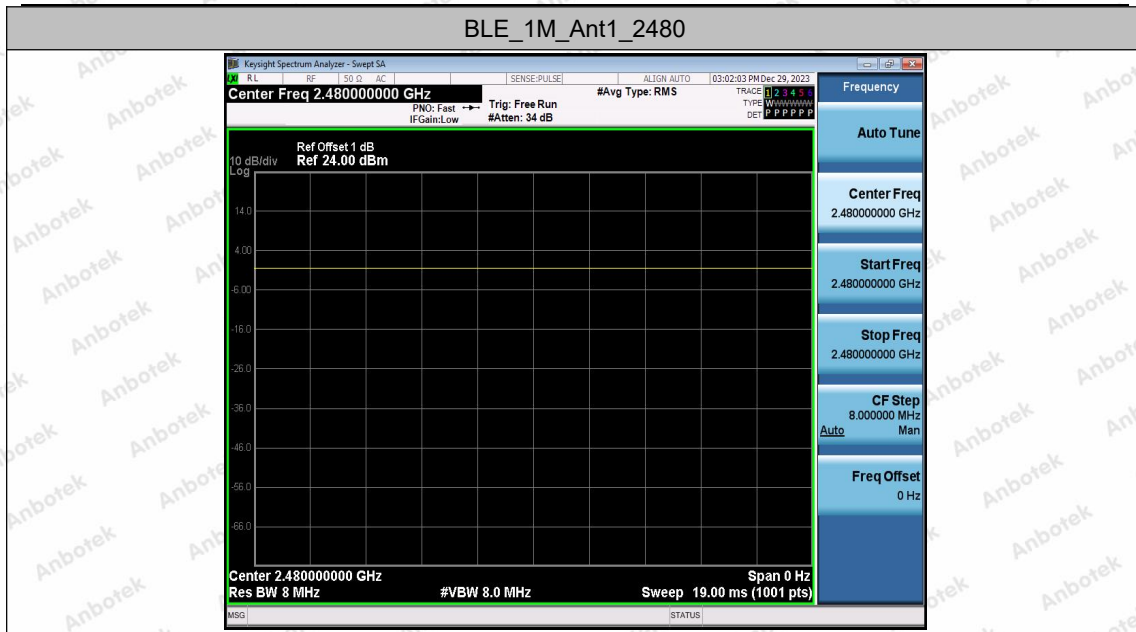 BLE_1M_Ant1_2480
Keysight Spectrum Analyzer - Swept SA
RL RF 50 Ω AC SENSE:PULSE ALIGN AUTO 03:02:03 PM Dec 29, 2023
Center Freq 2.480000000 GHz #Avg Type: RMS TRACE 1 2 3 4 5 6
PNO: Fast Trig: Free Run TYPE WWWWWW
IFGain:Low #Atten: 34 dB DET P P P P P P
Ref Offset 1 dB
10 dB/div Ref 24.00 dBm
Log
14.0
4.00
-6.00
-16.0
-26.0
-36.0
-46.0
-56.0
-66.0
Center 2.480000000 GHz Span 0 Hz
Res BW 8 MHz #VBW 8.0 MHz Sweep 19.00 ms (1001 pts)
MSG STATUS
Frequency
Auto Tune
Center Freq
2.480000000 GHz
Start Freq
2.480000000 GHz
Stop Freq
2.480000000 GHz
CF Step
8.000000 MHz
Auto Man
Freq Offset
0 Hz
Anbotek